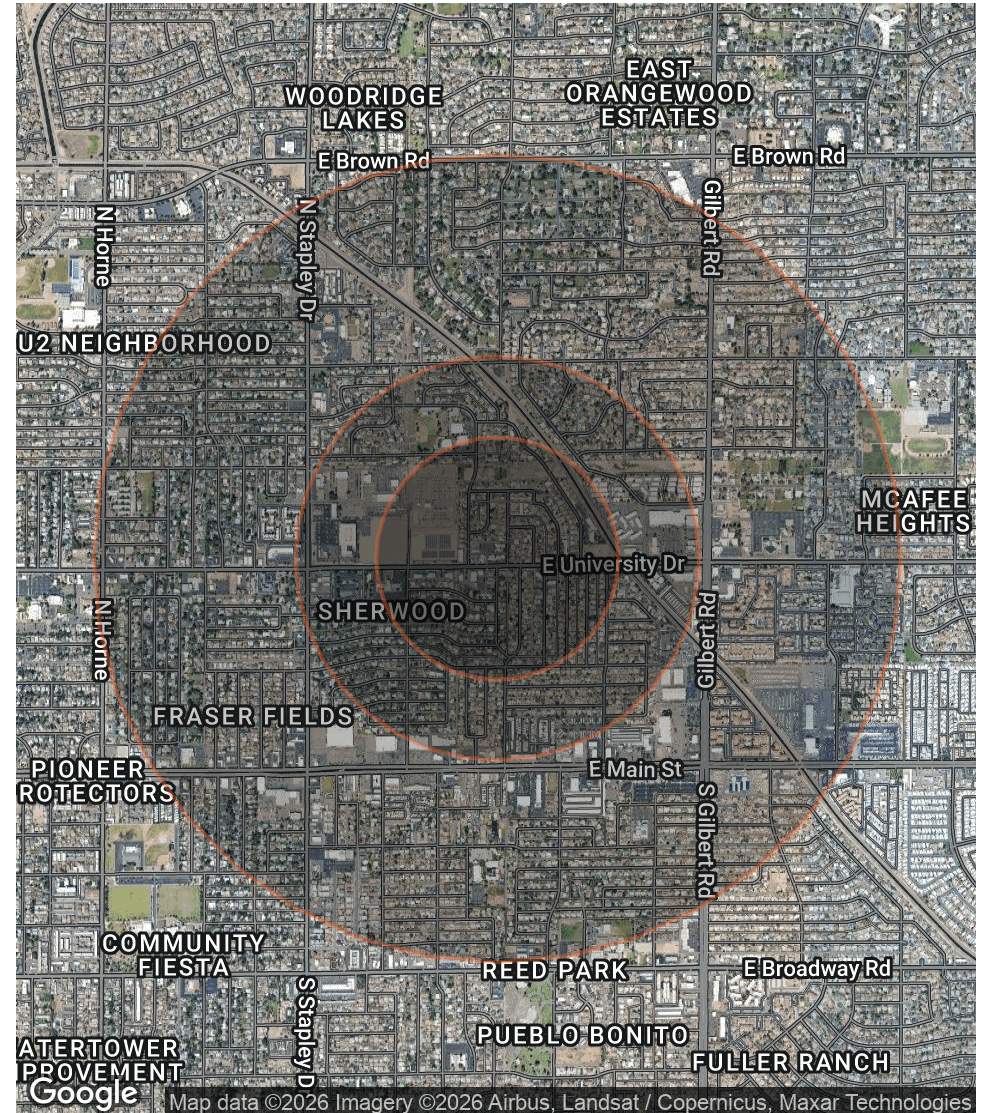 EAST
ORANGEWOOD
ESTATES
WOODRIDGE
LAKES
E Brown Rd
E Brown Rd
N Horne
N Stapley Dr
Gilbert Rd
U2 NEIGHBORHOOD
MCAFEE
HEIGHTS
E University Dr
SHERWOOD
N Horne
Gilbert Rd
FRASER FIELDS
PIONEER
ROTECTORS
E Main St
S Gilbert Rd
COMMUNITY
FIESTA
REED PARK
E Broadway Rd
S Stapley D
PUEBLO BONITO
ATERTOWER
PROVEMENT
FULLER RANCH
Google
Map data ©2026 Imagery ©2026 Airbus, Landsat / Copernicus, Maxar Technologies